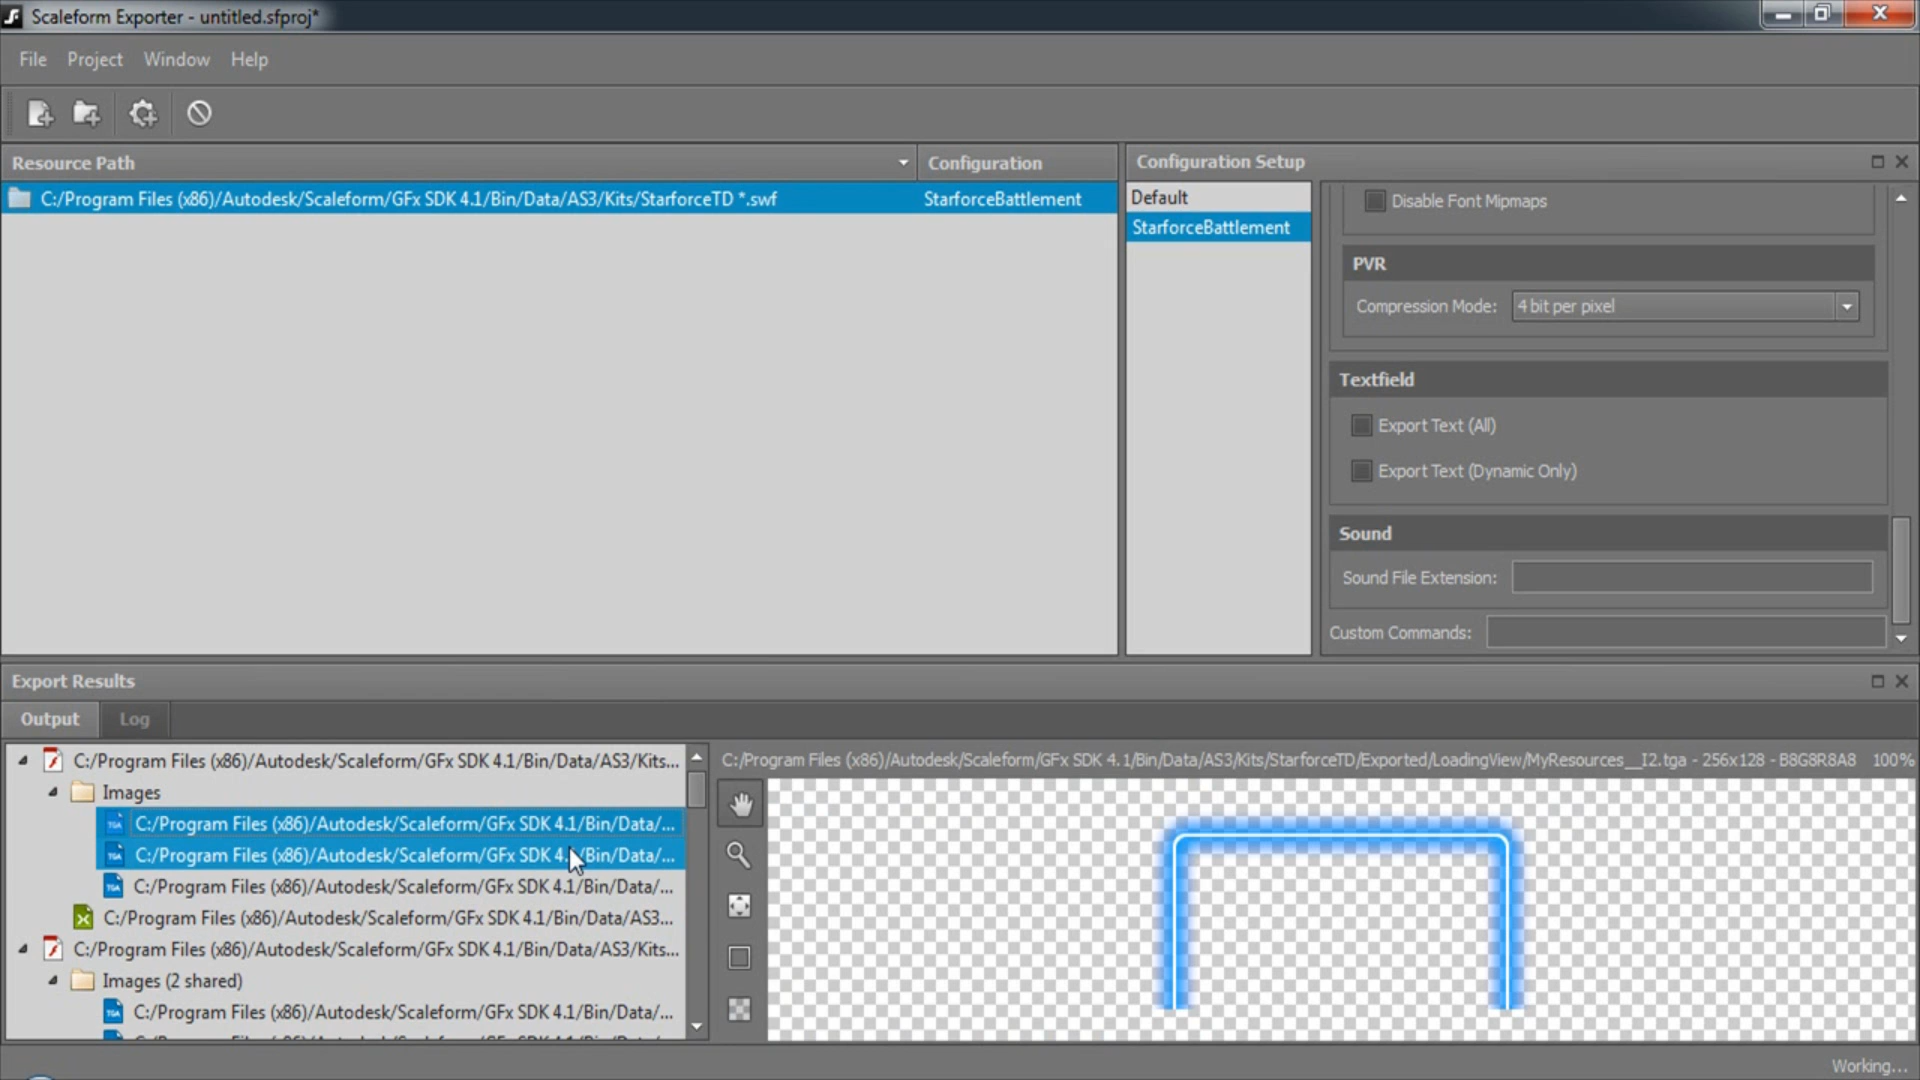 Scaleform Exporter - untitled.sfproj*
File Project Window Help
Resource Path Configuration
C:/Program Files (x86)/Autodesk/Scaleform/GFx SDK 4.1/Bin/Data/AS3/Kits/StarforceTD *.swf StarforceBattlement
Configuration Setup
Default
StarforceBattlement
Disable Font Mipmaps
PVR
Compression Mode: 4 bit per pixel
Textfield
Export Text (All)
Export Text (Dynamic Only)
Sound
Sound File Extension:
Custom Commands:
Export Results
Output Log
C:/Program Files (x86)/Autodesk/Scaleform/GFx SDK 4.1/Bin/Data/AS3/Kits...
Images
TGA C:/Program Files (x86)/Autodesk/Scaleform/GFx SDK 4.1/Bin/Data/...
TGA C:/Program Files (x86)/Autodesk/Scaleform/GFx SDK 4.1/Bin/Data/...
TGA C:/Program Files (x86)/Autodesk/Scaleform/GFx SDK 4.1/Bin/Data/...
C:/Program Files (x86)/Autodesk/Scaleform/GFx SDK 4.1/Bin/Data/AS3...
C:/Program Files (x86)/Autodesk/Scaleform/GFx SDK 4.1/Bin/Data/AS3/Kits...
Images (2 shared)
TGA C:/Program Files (x86)/Autodesk/Scaleform/GFx SDK 4.1/Bin/Data/...
C:/Program Files (x86)/Autodesk/Scaleform/GFx SDK 4.1/Bin/Data/AS3/Kits/StarforceTD/Exported/LoadingView/MyResources__I2.tga - 256x128 - B8G8R8A8 100%
Working...